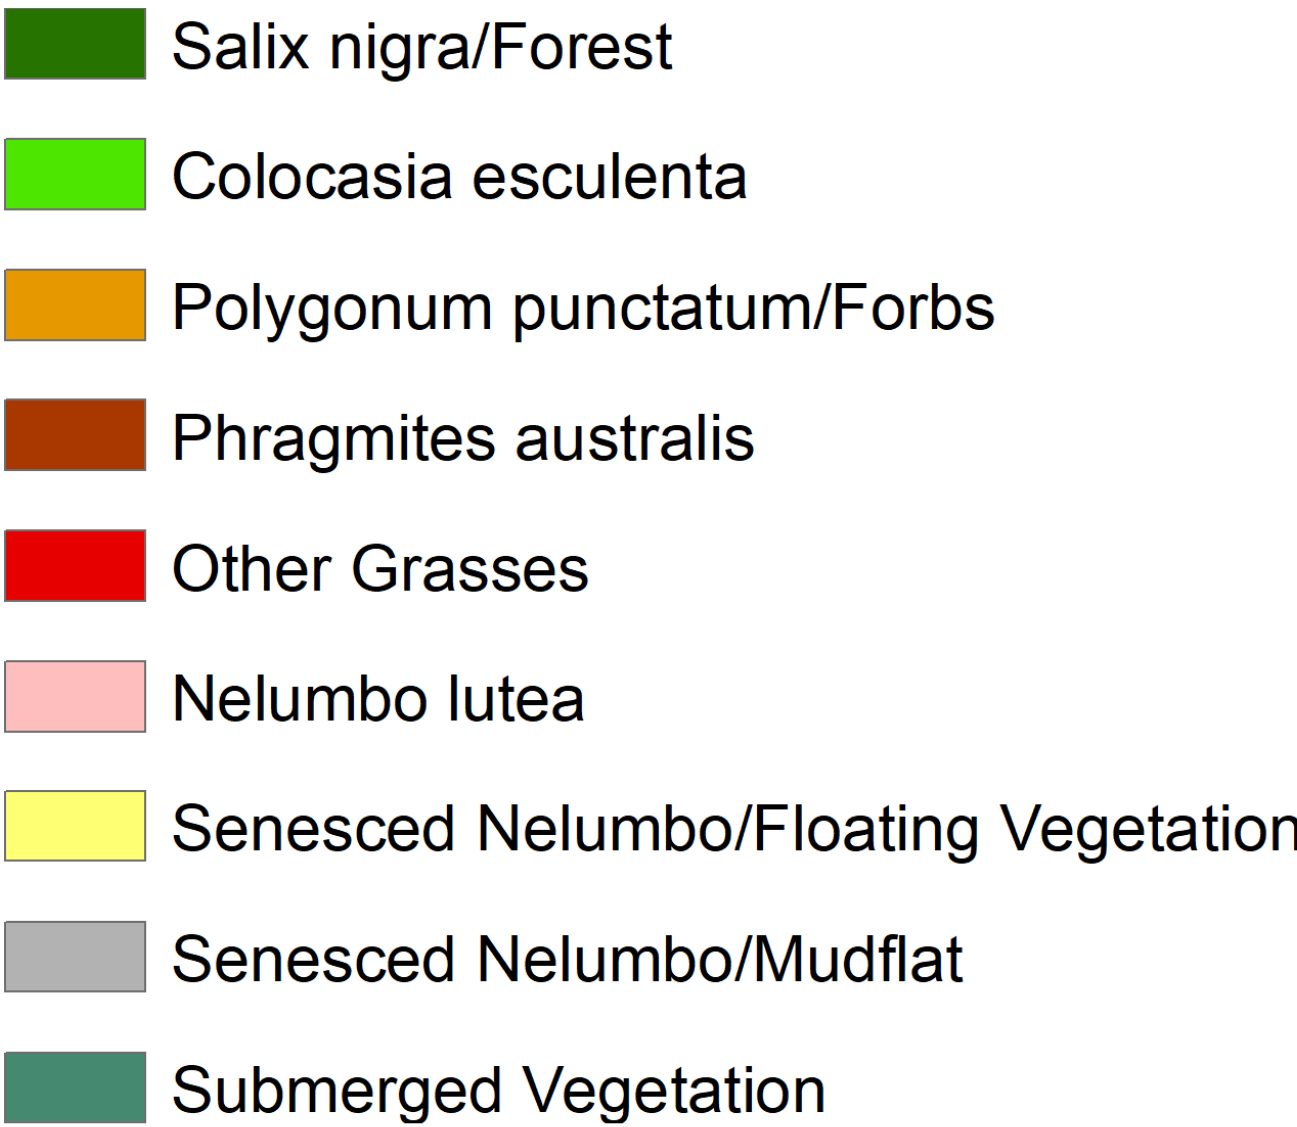 Salix nigra/Forest
Colocasia esculenta
Polygonum punctatum/Forbs
Phragmites australis
Other Grasses
Nelumbo lutea
Senesced Nelumbo/Floating Vegetation
Senesced Nelumbo/Mudflat
Submerged Vegetation